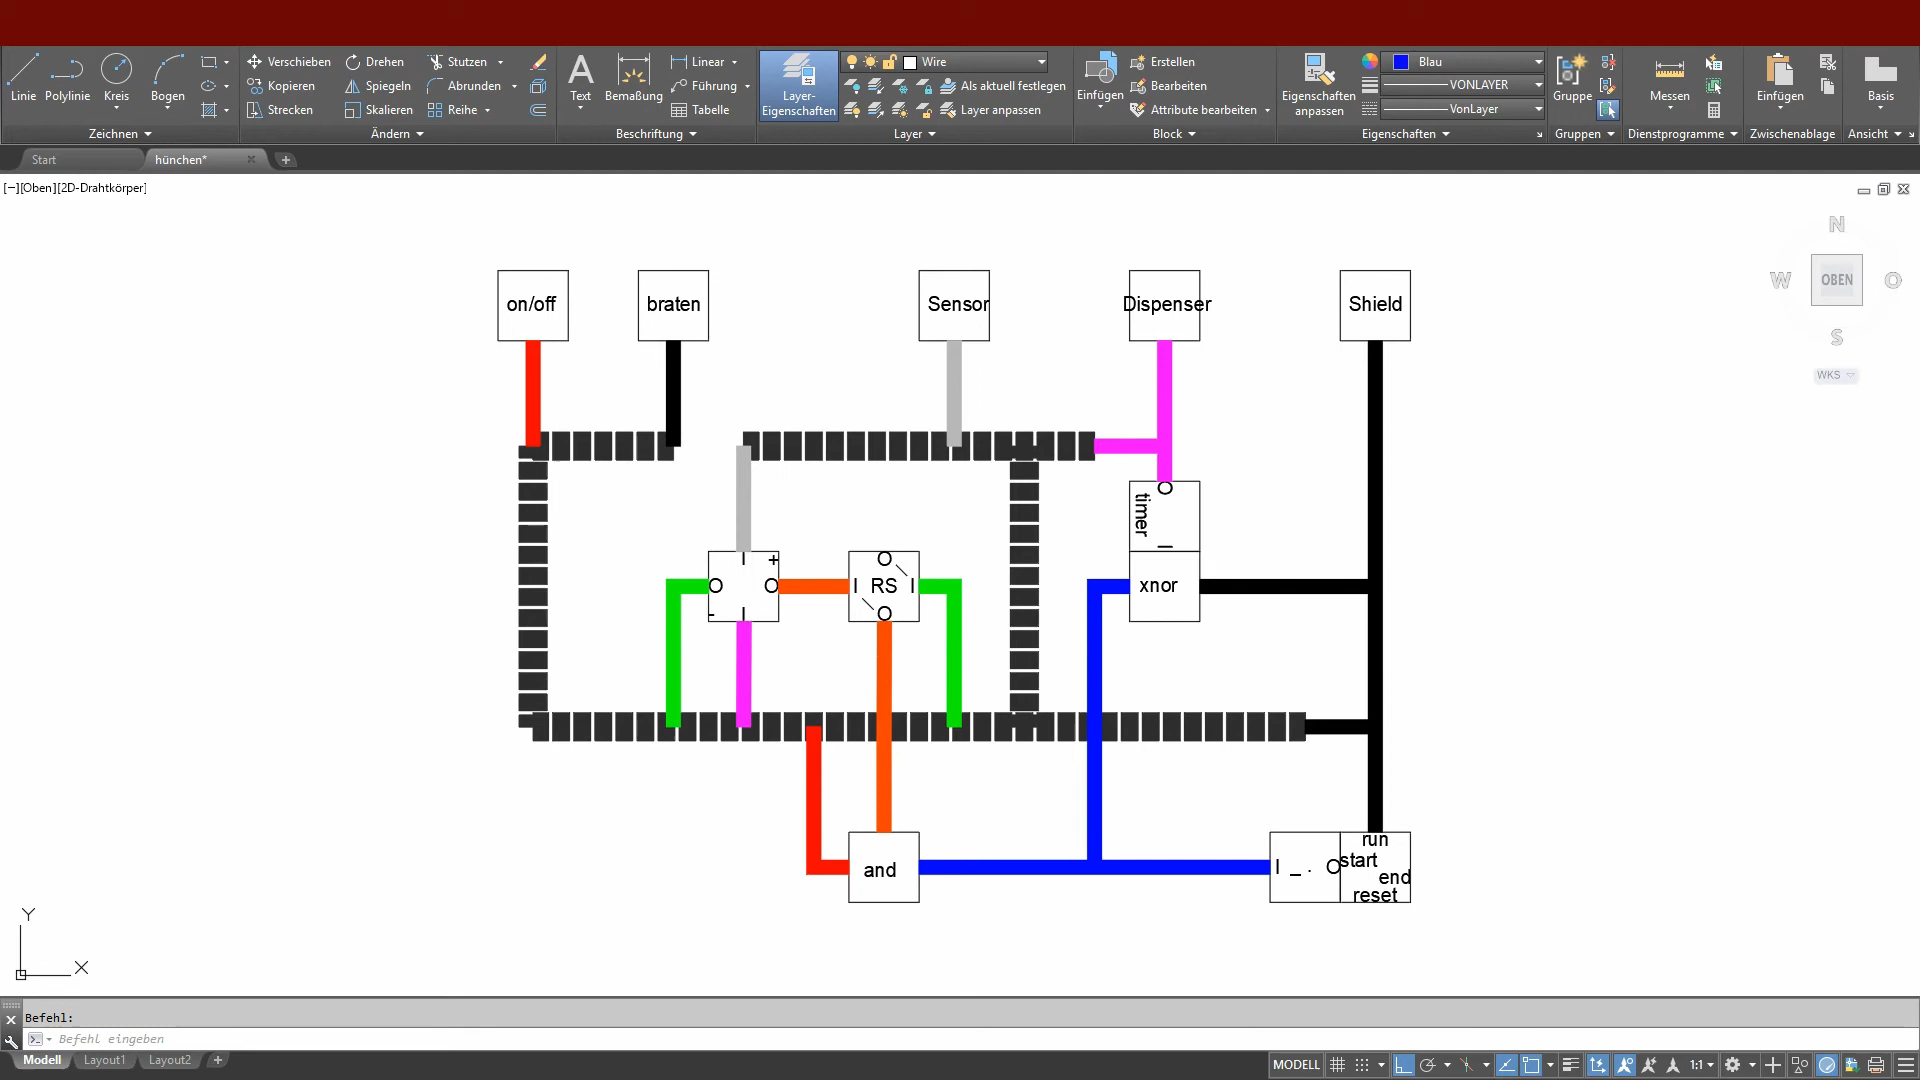 Linie
Polylinie
Kreis
Bogen
Zeichnen
Verschieben
Kopieren
Strecken
Drehen
Spiegeln
Skalieren
Stutzen
Abrunden
Reihe
Ändern
Text
Bemaßung
Linear
Führung
Tabelle
Beschriftung
Layer-
Eigenschaften
Wire
Als aktuell festlegen
Layer anpassen
Layer
Einfügen
Erstellen
Bearbeiten
Attribute bearbeiten
Block
Eigenschaften
anpassen
Blau
VONLAYER
VonLayer
Eigenschaften
Gruppe
Gruppen
Messen
Dienstprogramme
Einfügen
Zwischenablage
Basis
Ansicht
Start
hünchen*
[−][Oben][2D-Drahtkörper]
N
W
OBEN
O
S
WKS
on/off
braten
Sensor
Dispenser
Shield
O
timer
I
I +
O O
- I
O
I RS I
O
xnor
and
I _ . O
run
start
end
reset
Y
X
Befehl:
Befehl eingeben
Modell
Layout1
Layout2
MODELL
1:1